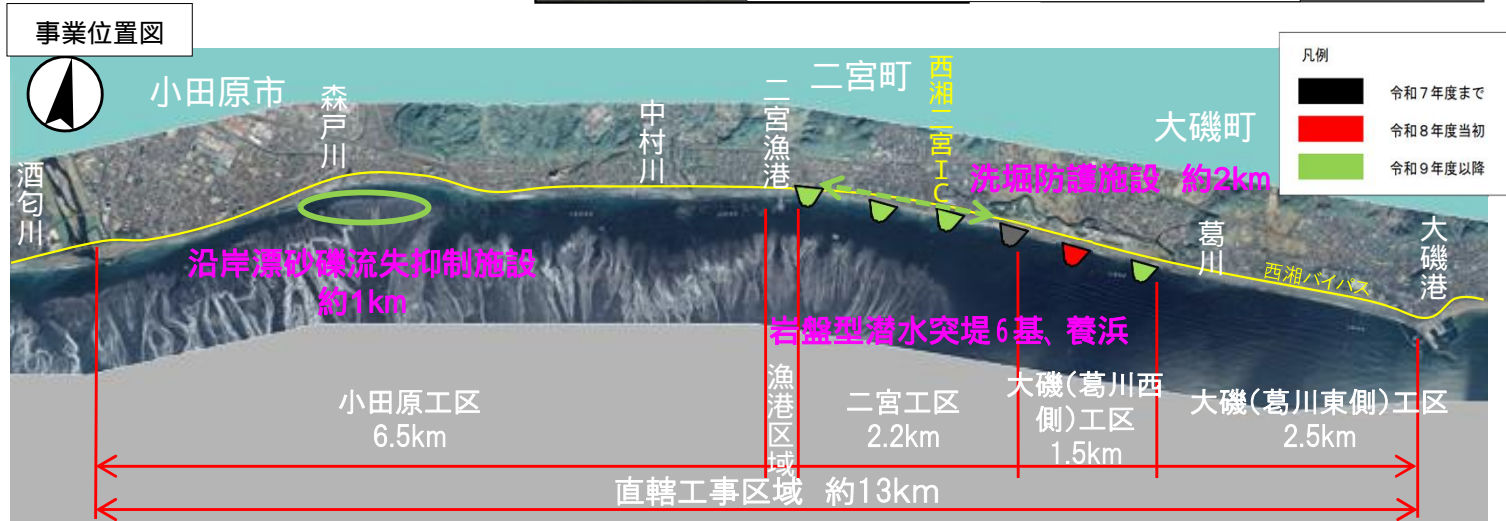 事業位置図
凡例
令和７年度まで
令和８年度当初
令和９年度以降
小田原市
二宮町
大磯町
酒匂川
森戸川
中村川
二宮漁港
西湘二宮ＩＣ
葛川
大磯港
洗堀防護施設 約2km
西湘バイパス
沿岸漂砂礫流失抑制施設
約1km
岩盤型潜水突堤６基、養浜
小田原工区
6.5km
漁港区域
二宮工区
2.2km
大磯(葛川西
側)工区
1.5km
大磯(葛川東側)工区
2.5km
直轄工事区域 約13km